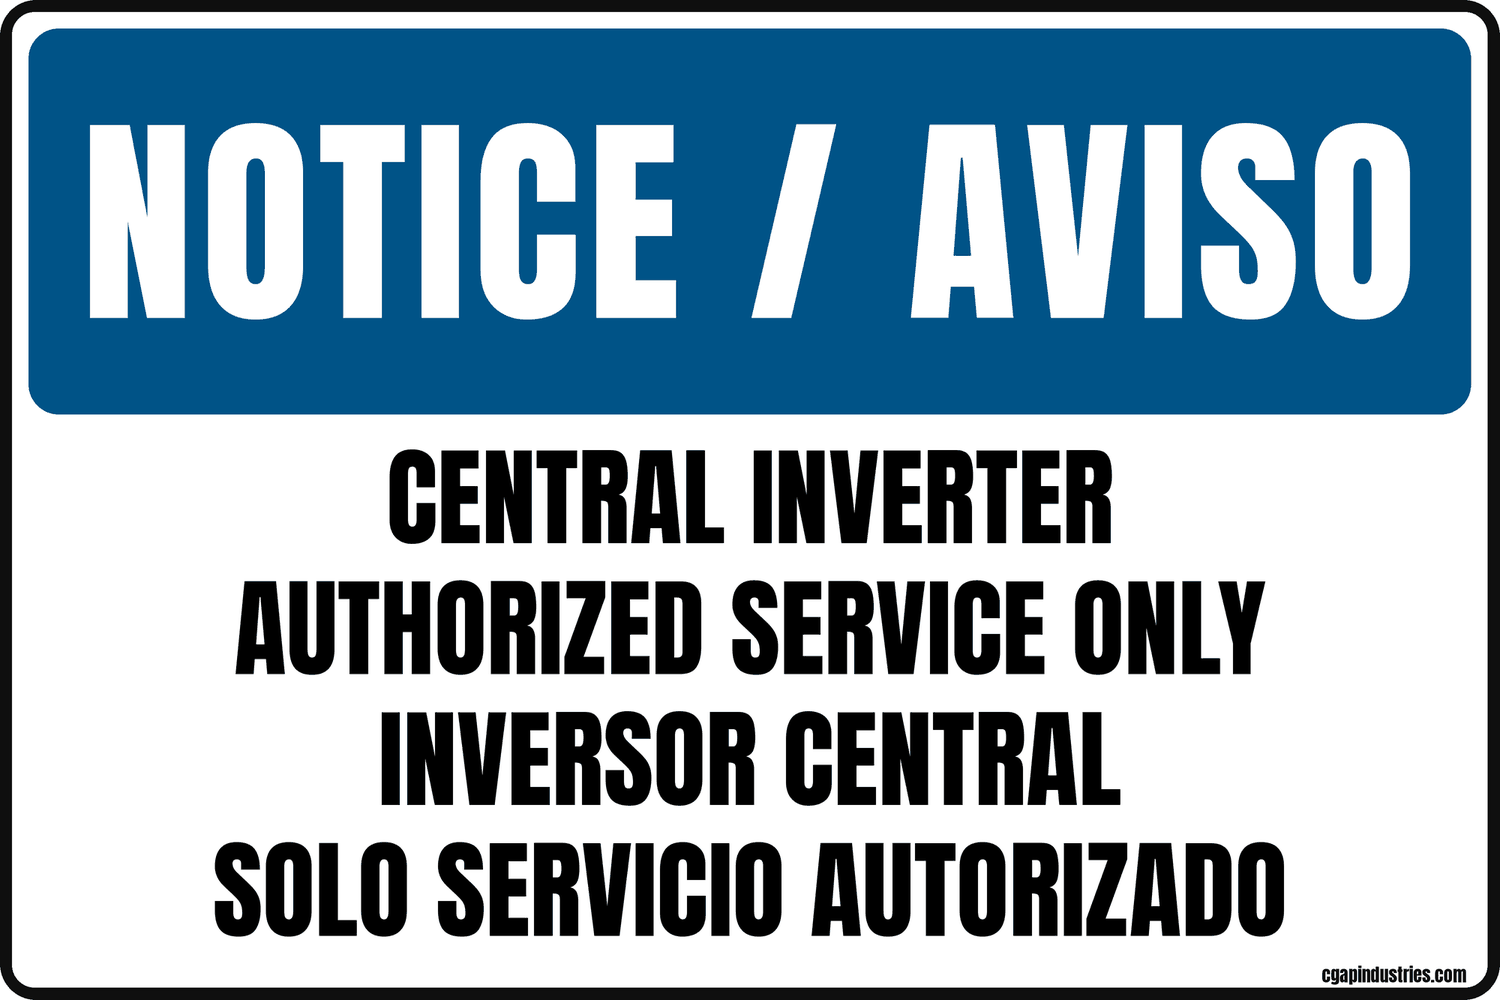 NOTICE / AVISO
CENTRAL INVERTER
AUTHORIZED SERVICE ONLY
INVERSOR CENTRAL
SOLO SERVICIO AUTORIZADO
cgapindustries.com